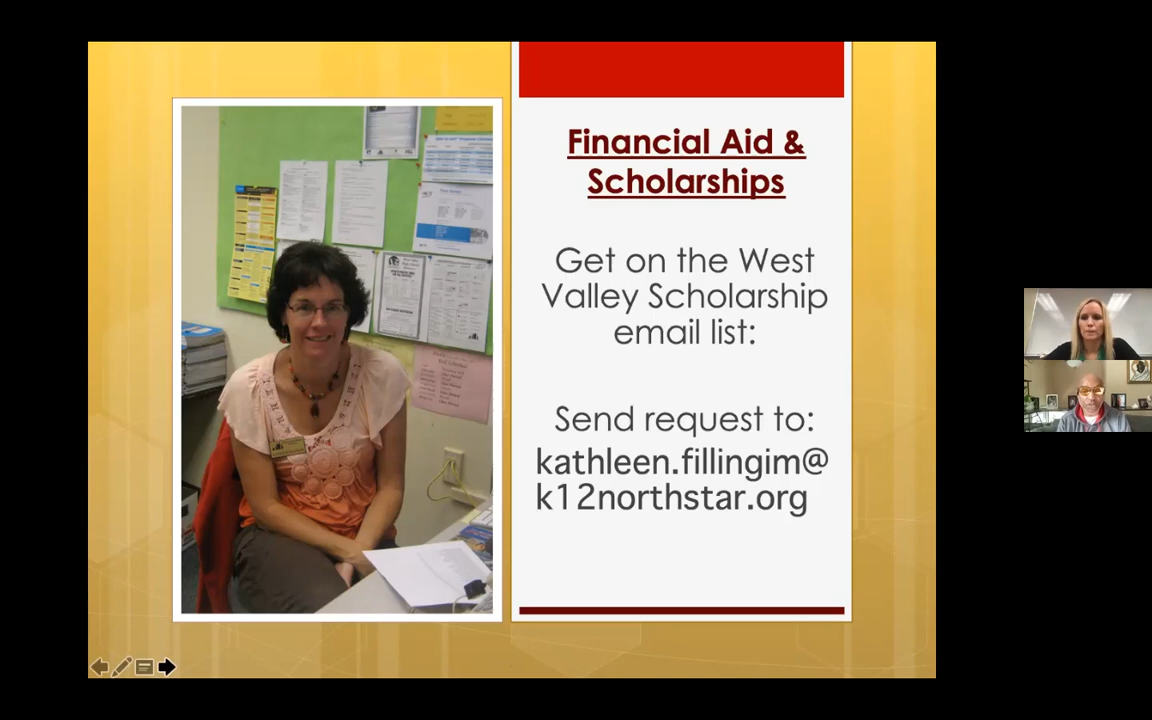 Financial Aid &
Scholarships
Get on the West
Valley Scholarship
email list:
Send request to:
kathleen.fillingim@
k12northstar.org